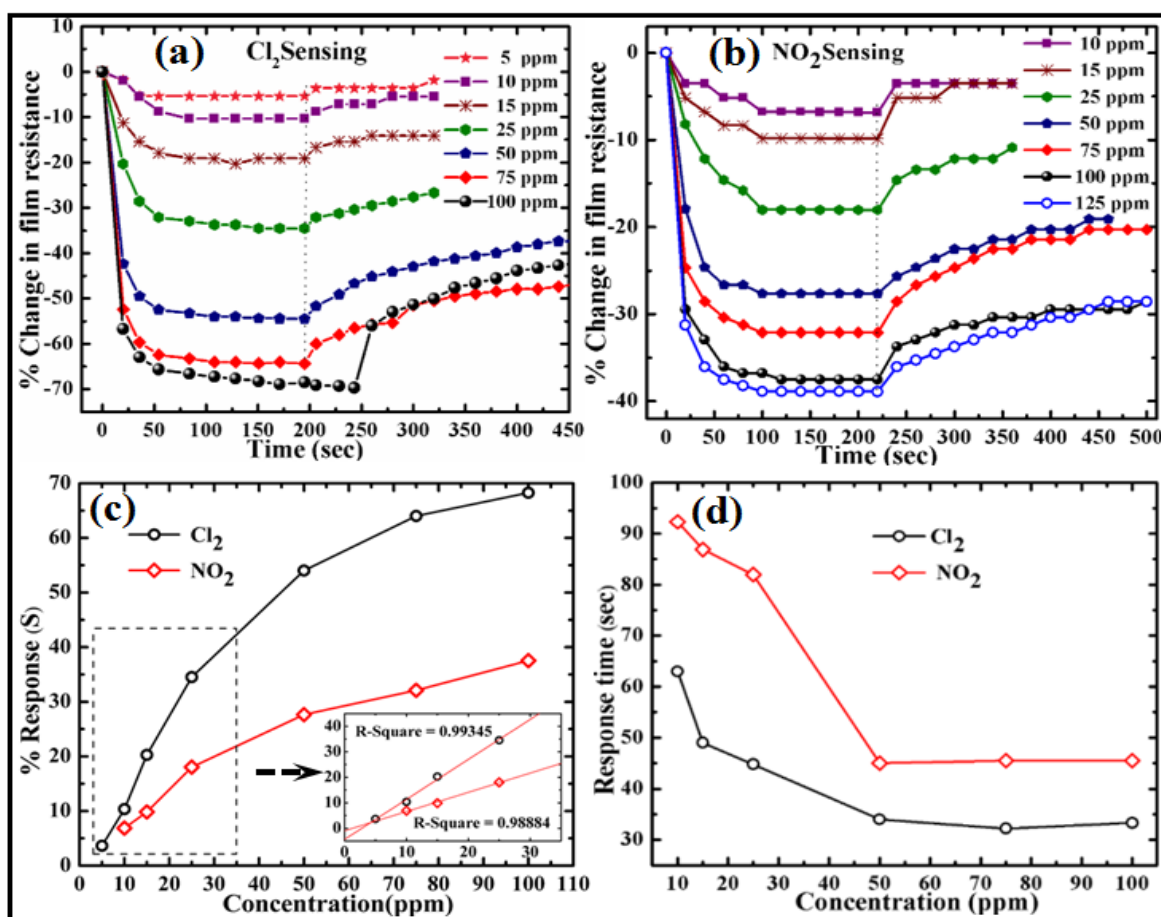 (a)
Cl2Sensing
5 ppm
10 ppm
15 ppm
25 ppm
50 ppm
75 ppm
100 ppm
0
-10
-20
-30
-40
-50
-60
-70
% Change in film resistance
0 50 100 150 200 250 300 350 400 450
Time (sec)
(b)
NO2Sensing
10 ppm
15 ppm
25 ppm
50 ppm
75 ppm
100 ppm
125 ppm
0
-10
-20
-30
-40
% Change in film resistance
0 50 100 150 200 250 300 350 400 450 500
Time (sec)
(c)
Cl2
NO2
70
60
50
40
30
20
10
0
% Response (S)
0 10 20 30 40 50 60 70 80 90 100 110
Concentration(ppm)
R-Square = 0.99345
R-Square = 0.98884
40
30
20
10
0
0 10 20 30
(d)
Cl2
NO2
100
90
80
70
60
50
40
30
Response time (sec)
10 20 30 40 50 60 70 80 90 100
Concentration (ppm)